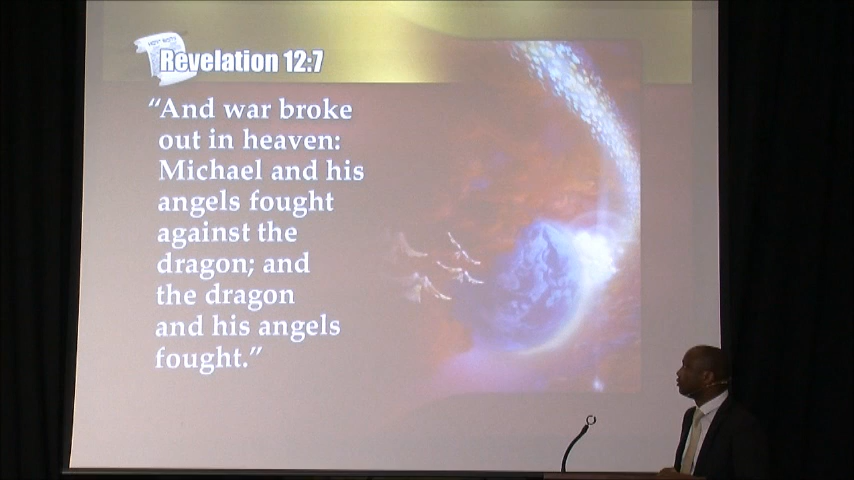 Revelation 12:7
“And war broke
out in heaven:
Michael and his
angels fought
against the
dragon; and
the dragon
and his angels
fought.”